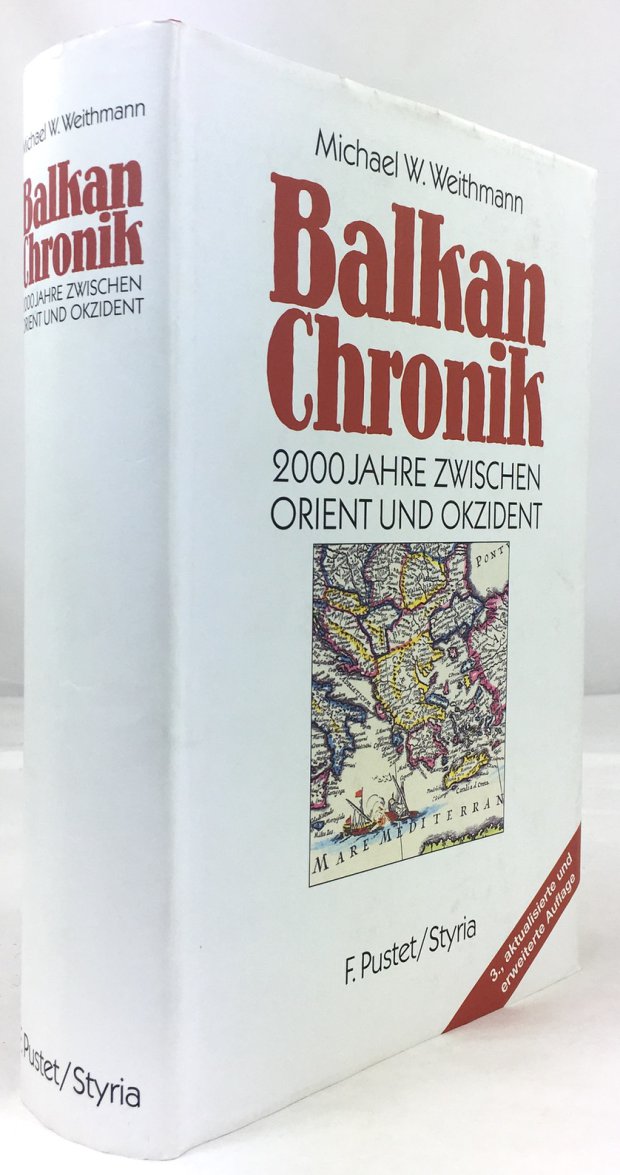 Michael W. Weithmann
Balkan
Chronik
2000 JAHRE ZWISCHEN
ORIENT UND OKZIDENT
F. Pustet/Styria
Michael W. Weithmann
Balkan
Chronik
2000 JAHRE ZWISCHEN
ORIENT UND OKZIDENT
PONT
MARE MEDITERRAN
F. Pustet/Styria
3., aktualisierte und
erweiterte Auflage